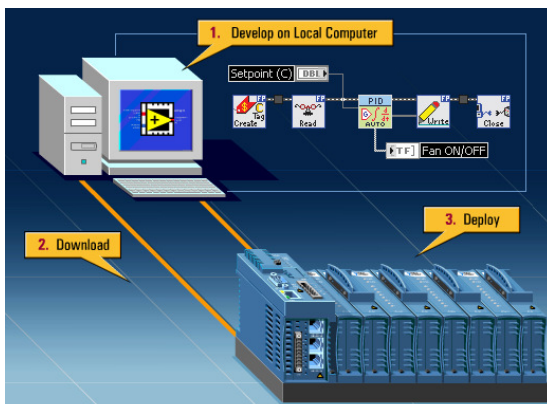 1. Develop on Local Computer
Setpoint (C) DBL
Create Tag
Read
PID
AUTO
Write
Close
TF Fan ON/OFF
2. Download
3. Deploy